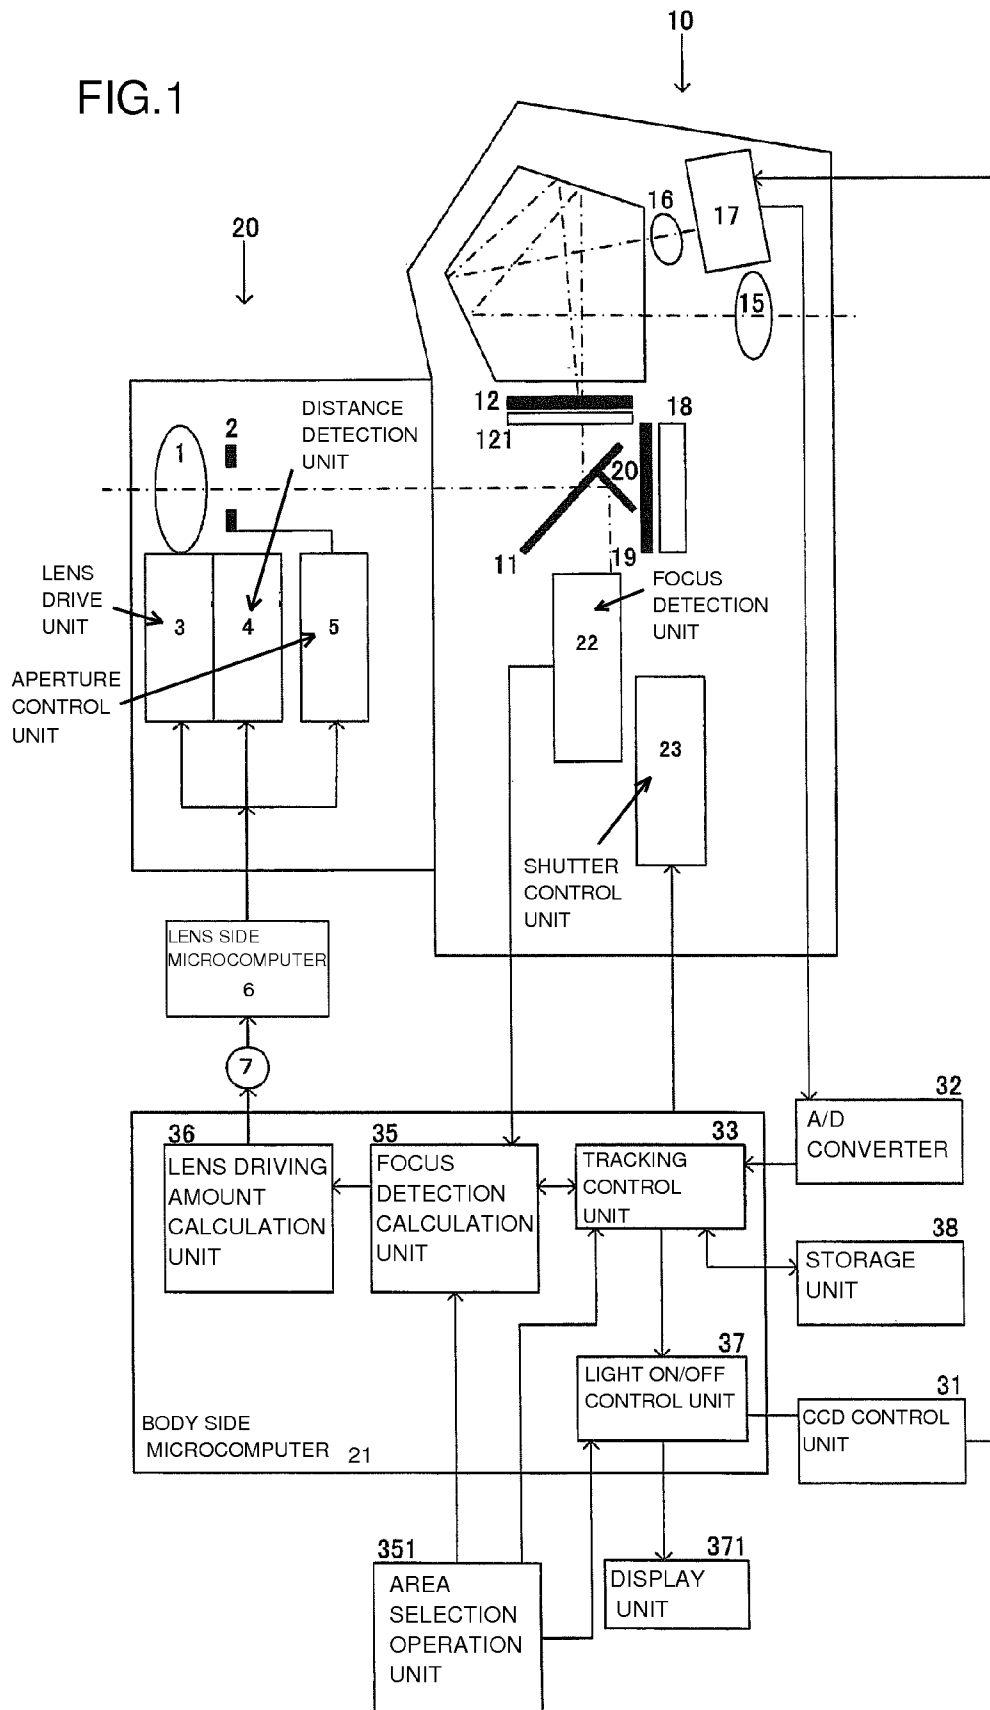 10
FIG.1
16
17
20
15
12
121
18
DISTANCE
DETECTION
UNIT
2
1
20
11
19
LENS
DRIVE
UNIT
3
4
5
FOCUS
DETECTION
UNIT
22
APERTURE
CONTROL
UNIT
23
SHUTTER
CONTROL
UNIT
LENS SIDE
MICROCOMPUTER
6
7
36
LENS DRIVING
AMOUNT
CALCULATION
UNIT
35
FOCUS
DETECTION
CALCULATION
UNIT
33
TRACKING
CONTROL
UNIT
32
A/D
CONVERTER
38
STORAGE
UNIT
37
LIGHT ON/OFF
CONTROL UNIT
31
CCD CONTROL
UNIT
BODY SIDE
MICROCOMPUTER 21
351
AREA
SELECTION
OPERATION
UNIT
371
DISPLAY
UNIT